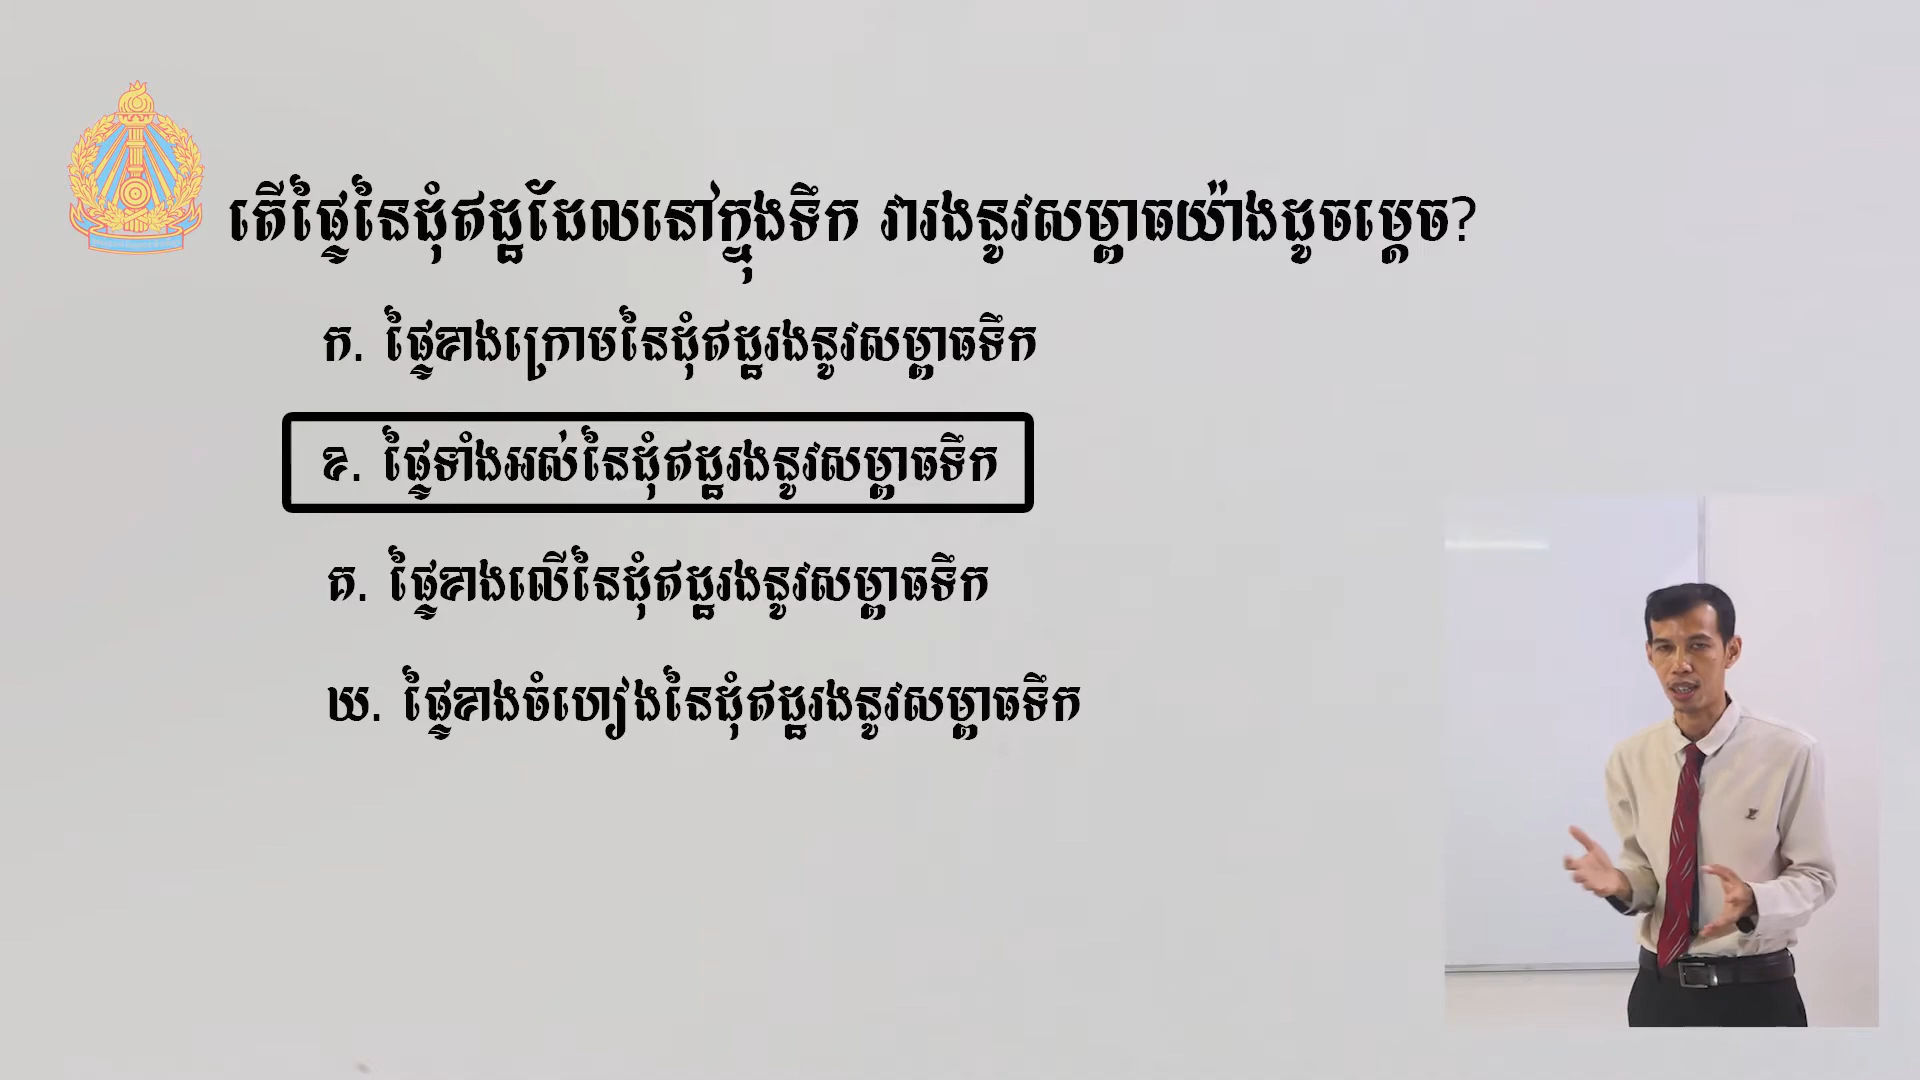 តើផ្ទៃនៃដុំឥដ្ឋដែលនៅក្នុងទឹក វារងនូវសម្ពាធយ៉ាងដូចម្ដេច?
ក. ផ្ទៃខាងក្រោមនៃដុំឥដ្ឋរងនូវសម្ពាធទឹក
ខ. ផ្ទៃទាំងអស់នៃដុំឥដ្ឋរងនូវសម្ពាធទឹក
គ. ផ្ទៃខាងលើនៃដុំឥដ្ឋរងនូវសម្ពាធទឹក
ឃ. ផ្ទៃខាងចំហៀងនៃដុំឥដ្ឋរងនូវសម្ពាធទឹក